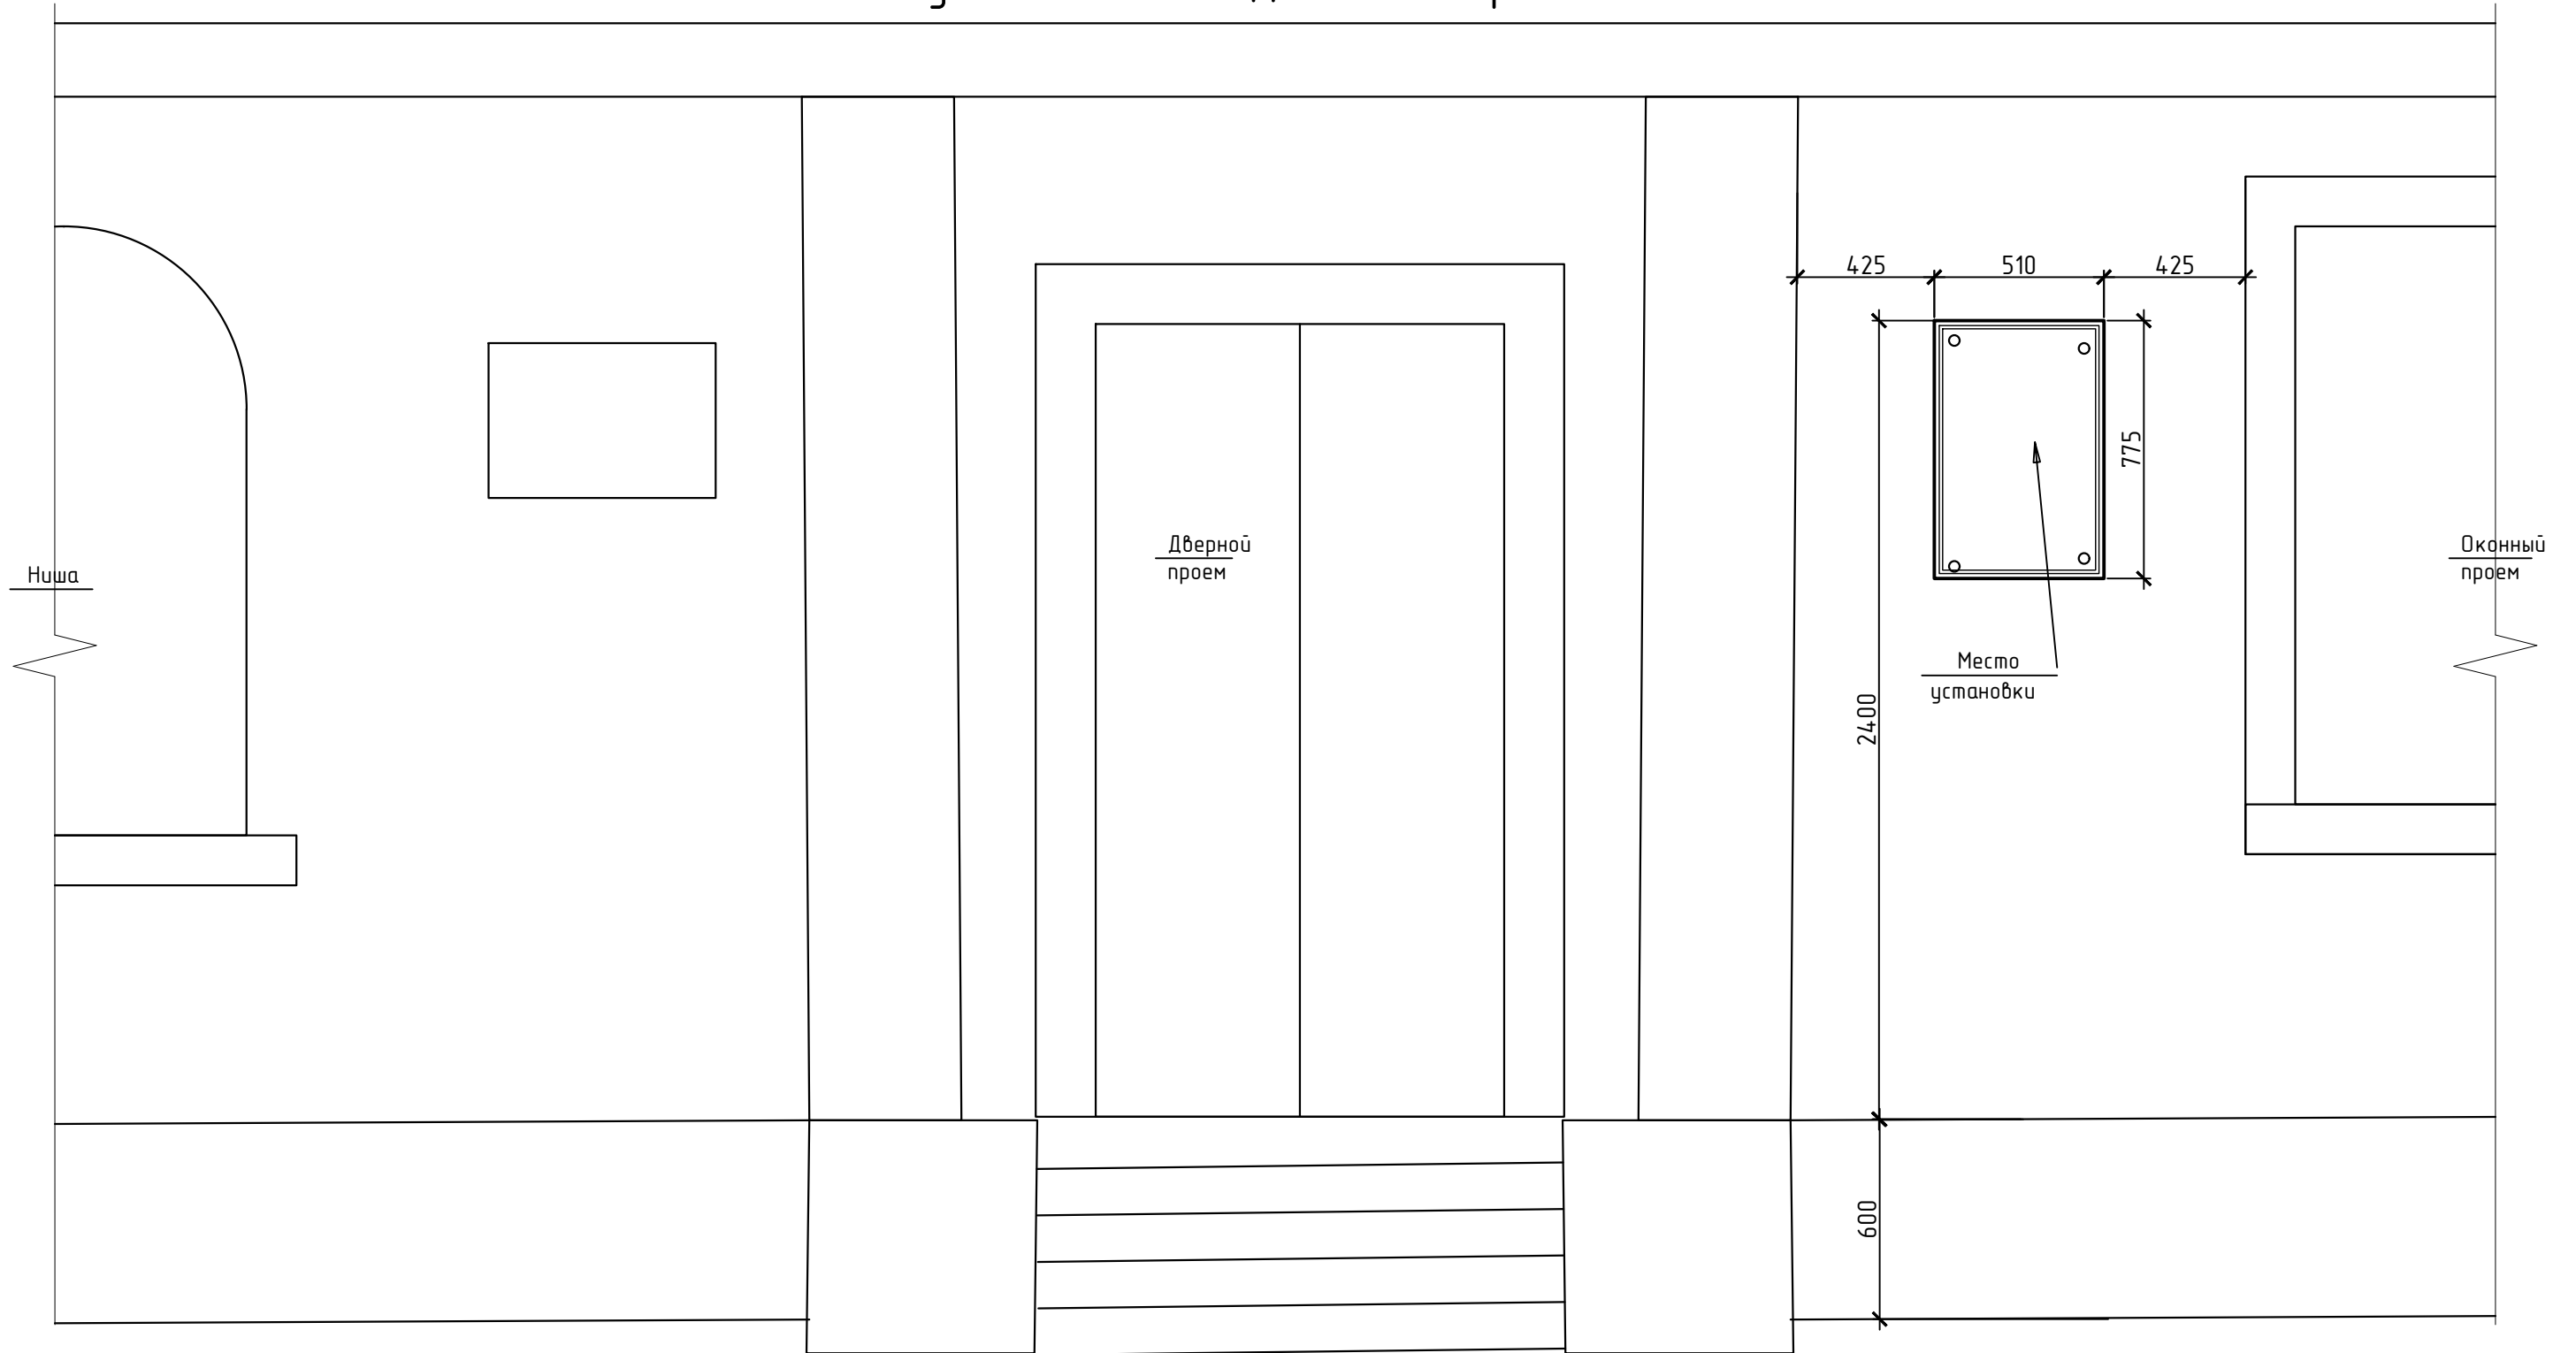 425
510
425
775
Дверной
проем
Оконный
проем
Ниша
Место
установки
2400
600